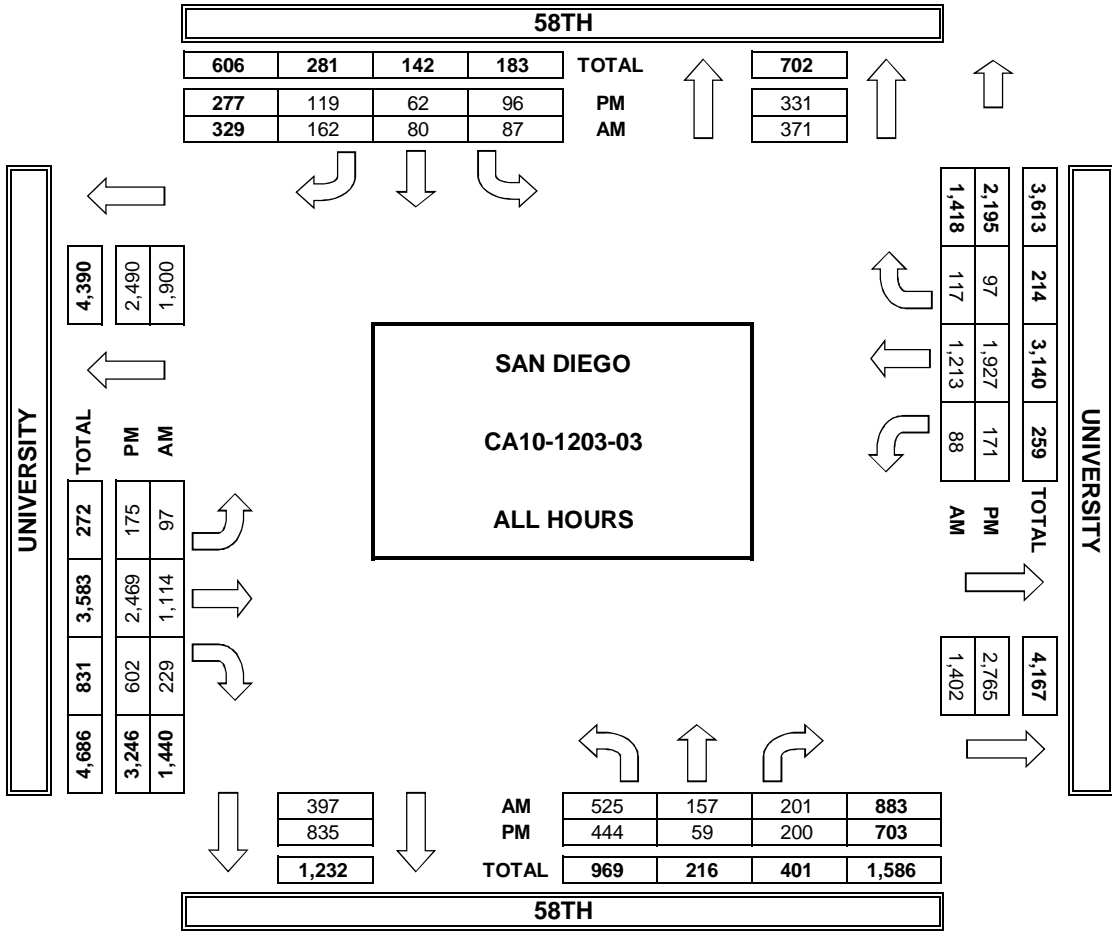 58TH
606 281 142 183 TOTAL 702
277 119 62 96 PM 331
329 162 80 87 AM 371
UNIVERSITY
4,390 2,490 1,900
TOTAL PM AM
272 175 97
3,583 2,469 1,114
831 602 229
4,686 3,246 1,440
SAN DIEGO
CA10-1203-03
ALL HOURS
1,418 2,195 3,613
117 97 214
1,213 1,927 3,140
88 171 259
AM PM TOTAL
1,402 2,765 4,167
UNIVERSITY
397 AM 525 157 201 883
835 PM 444 59 200 703
1,232 TOTAL 969 216 401 1,586
58TH